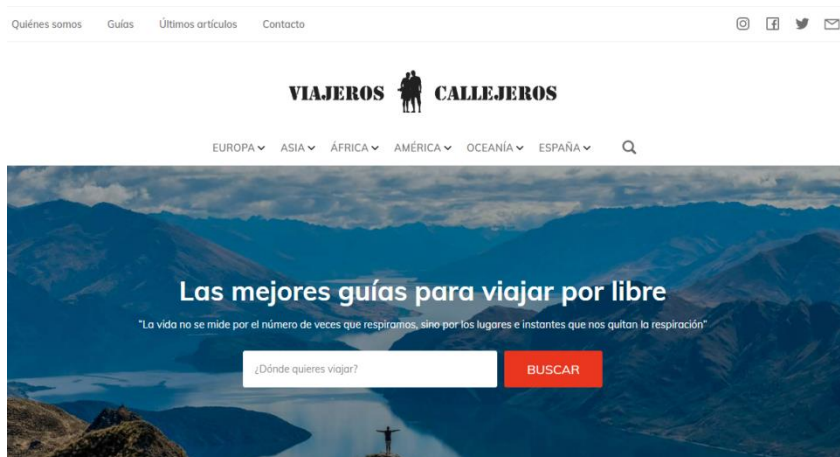 Quiénes somos Guías Últimos artículos Contacto
VIAJEROS CALLEJEROS
EUROPA ASIA ÁFRICA AMÉRICA OCEANÍA ESPAÑA
Las mejores guías para viajar por libre
"La vida no se mide por el número de veces que respiramos, sino por los lugares e instantes que nos quitan la respiración"
¿Dónde quieres viajar? BUSCAR